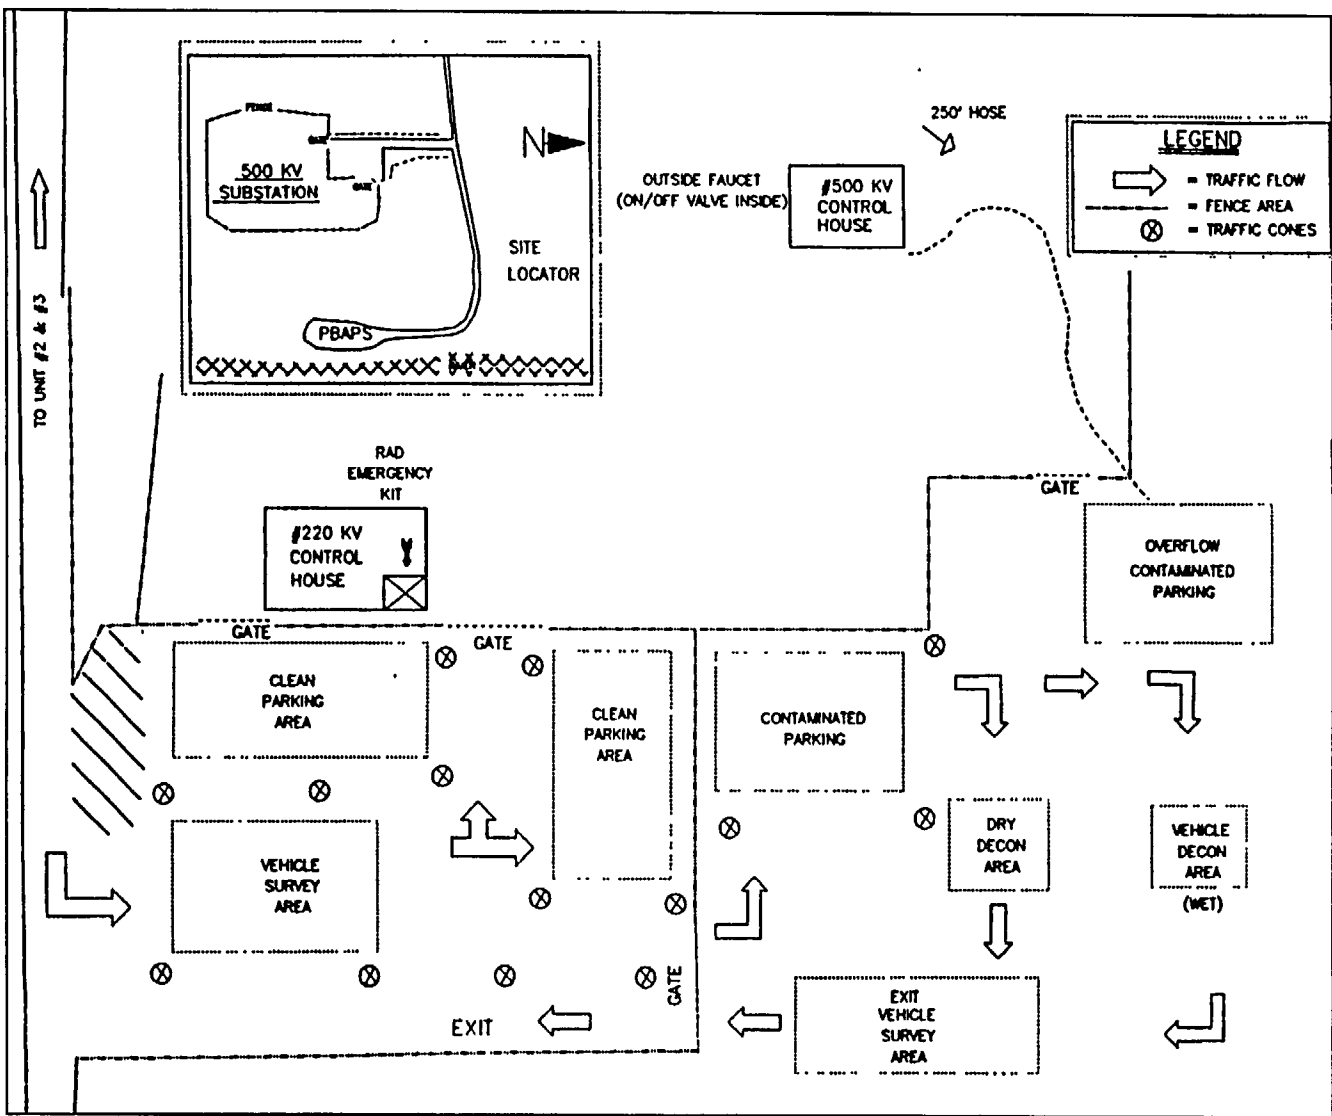 FENCE
GATE
500 KV
SUBSTATION
GATE
N
SITE
LOCATOR
PBAPS
TO UNIT #2 & #3
250' HOSE
OUTSIDE FAUCET
(ON/OFF VALVE INSIDE)
#500 KV
CONTROL
HOUSE
LEGEND
= TRAFFIC FLOW
= FENCE AREA
= TRAFFIC CONES
RAD
EMERGENCY
KIT
#220 KV
CONTROL
HOUSE
GATE
OVERFLOW
CONTAMINATED
PARKING
GATE
GATE
CLEAN
PARKING
AREA
CLEAN
PARKING
AREA
CONTAMINATED
PARKING
VEHICLE
SURVEY
AREA
DRY
DECON
AREA
VEHICLE
DECON
AREA
(WET)
GATE
EXIT
EXIT
VEHICLE
SURVEY
AREA